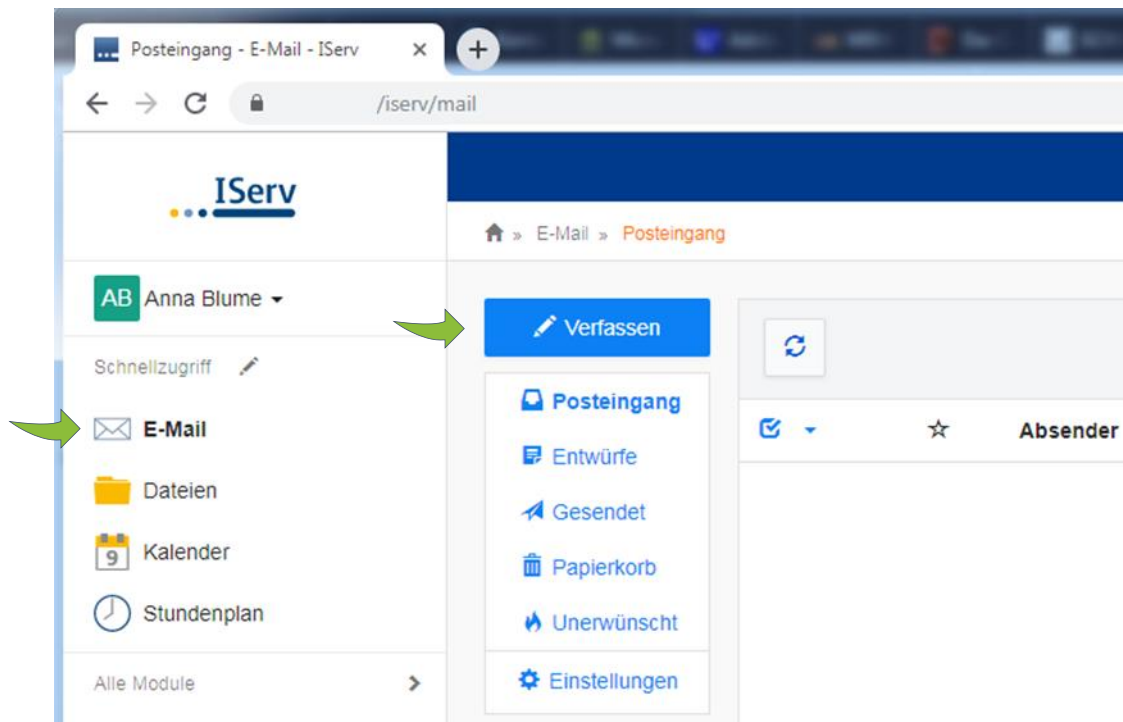 Posteingang - E-Mail - IServ
/iserv/mail
IServ
E-Mail » Posteingang
AB Anna Blume
Schnellzugriff
E-Mail
Dateien
9 Kalender
Stundenplan
Alle Module
Verfassen
Posteingang
Entwürfe
Gesendet
Papierkorb
Unerwünscht
Einstellungen
Absender